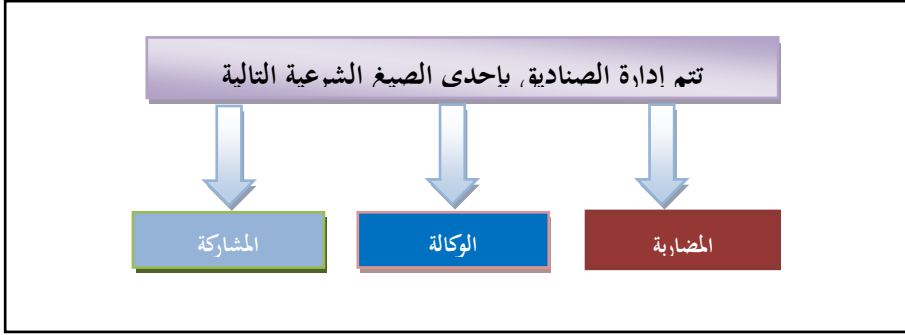 تتم إدارة الصناديق بإحدى الصيغ الشرعية التالية
المضاربة
الوكالة
المشاركة